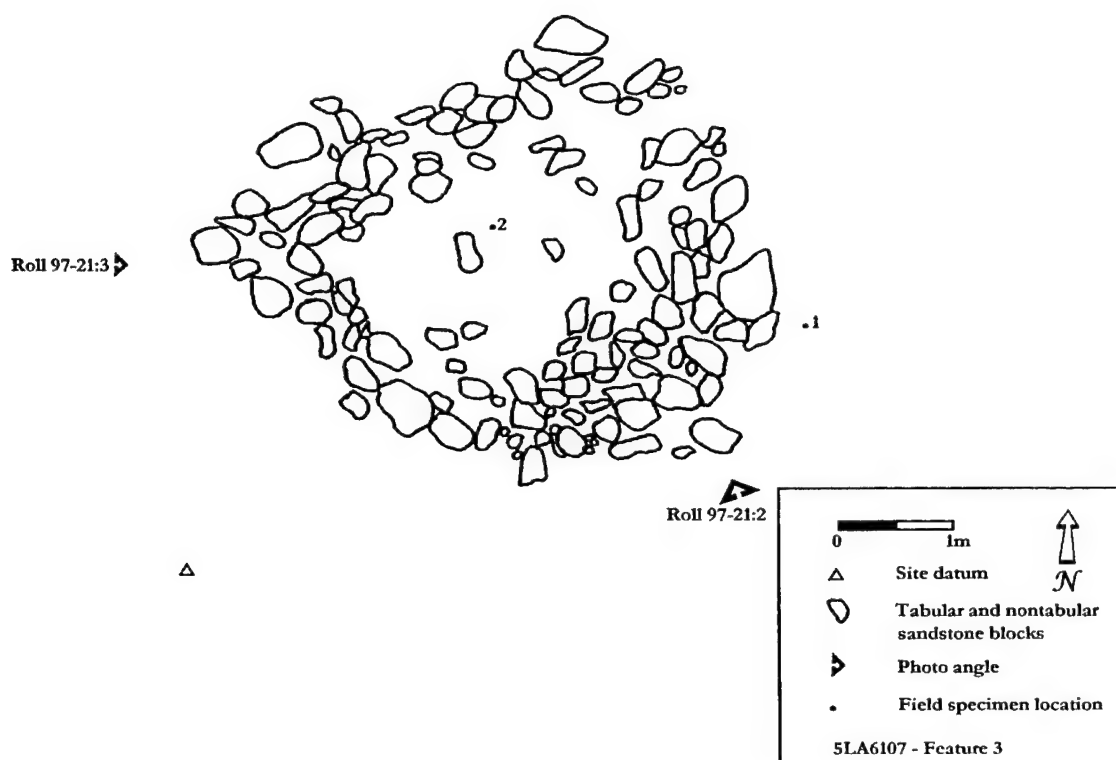 2
Roll 97-21:3
1
Roll 97-21:2
0 1m
N
Site datum
Tabular and nontabular
sandstone blocks
Photo angle
Field specimen location
5LA6107 - Feature 3